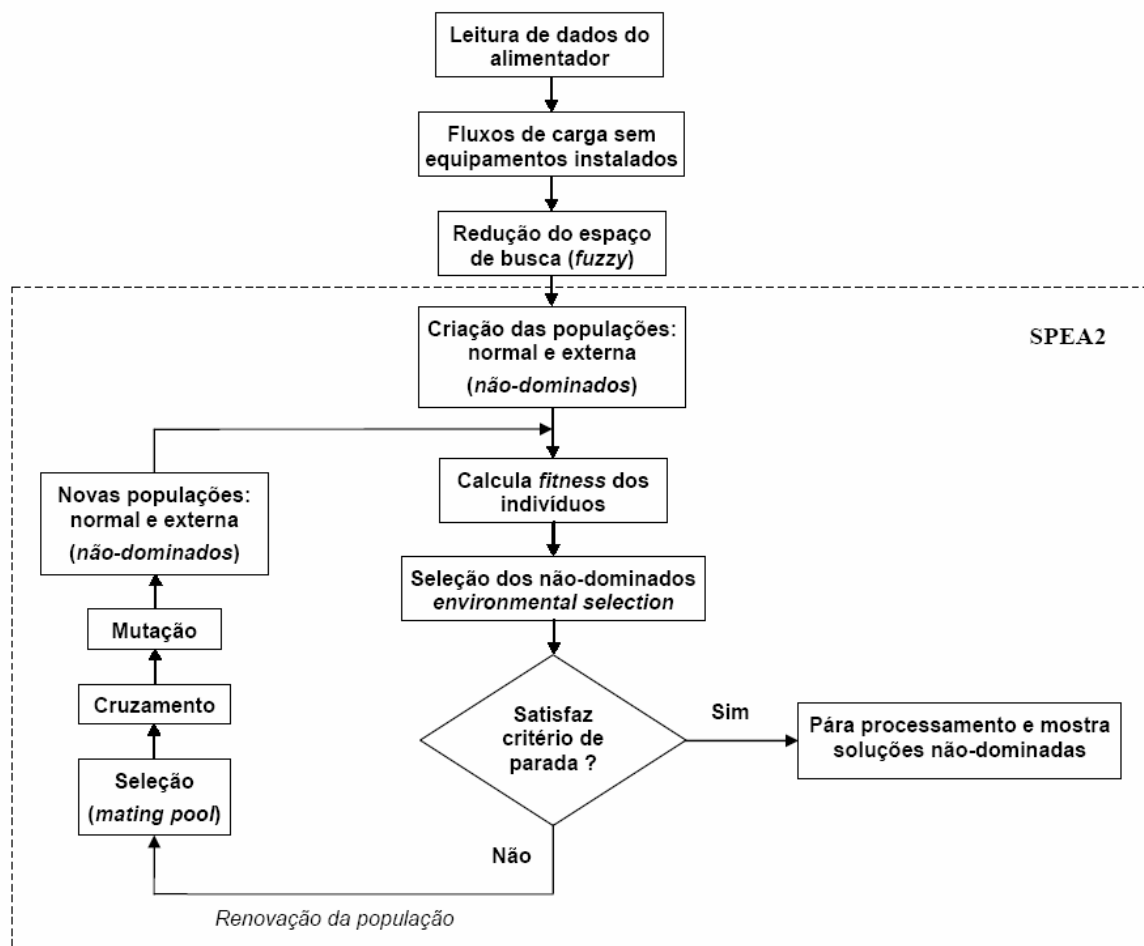 Leitura de dados do
alimentador
Fluxos de carga sem
equipamentos instalados
Redução do espaço
de busca (fuzzy)
SPEA2
Criação das populações:
normal e externa
(não-dominados)
Calcula fitness dos
indivíduos
Seleção dos não-dominados
environmental selection
Satisfaz
critério de
parada ?
Sim
Pára processamento e mostra
soluções não-dominadas
Não
Renovação da população
Seleção
(mating pool)
Cruzamento
Mutação
Novas populações:
normal e externa
(não-dominados)